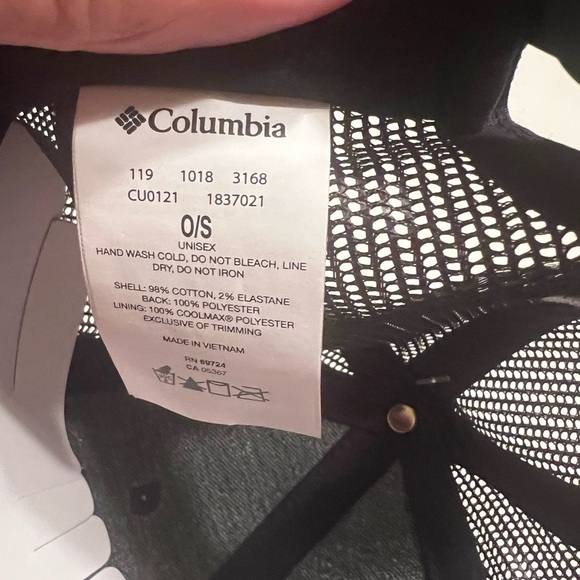 Columbia
119 1018 3168
CU0121 1837021
O/S
UNISEX
HAND WASH COLD, DO NOT BLEACH, LINE
DRY, DO NOT IRON
SHELL: 98% COTTON, 2% ELASTANE
BACK: 100% POLYESTER
LINING: 100% COOLMAX® POLYESTER
EXCLUSIVE OF TRIMMING
MADE IN VIETNAM
RN 69724
CA 05367